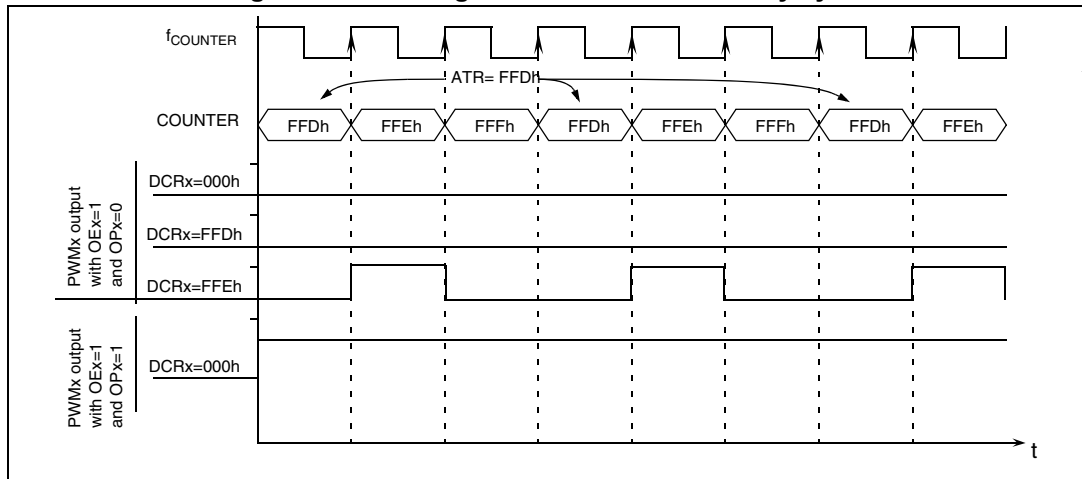 fCOUNTER
ATR= FFDh
COUNTER
FFDh FFEh FFFh FFDh FFEh FFFh FFDh FFEh
PWMx output
with OEx=1
and OPx=0
DCRx=000h
DCRx=FFDh
DCRx=FFEh
PWMx output
with OEx=1
and OPx=1
DCRx=000h
t